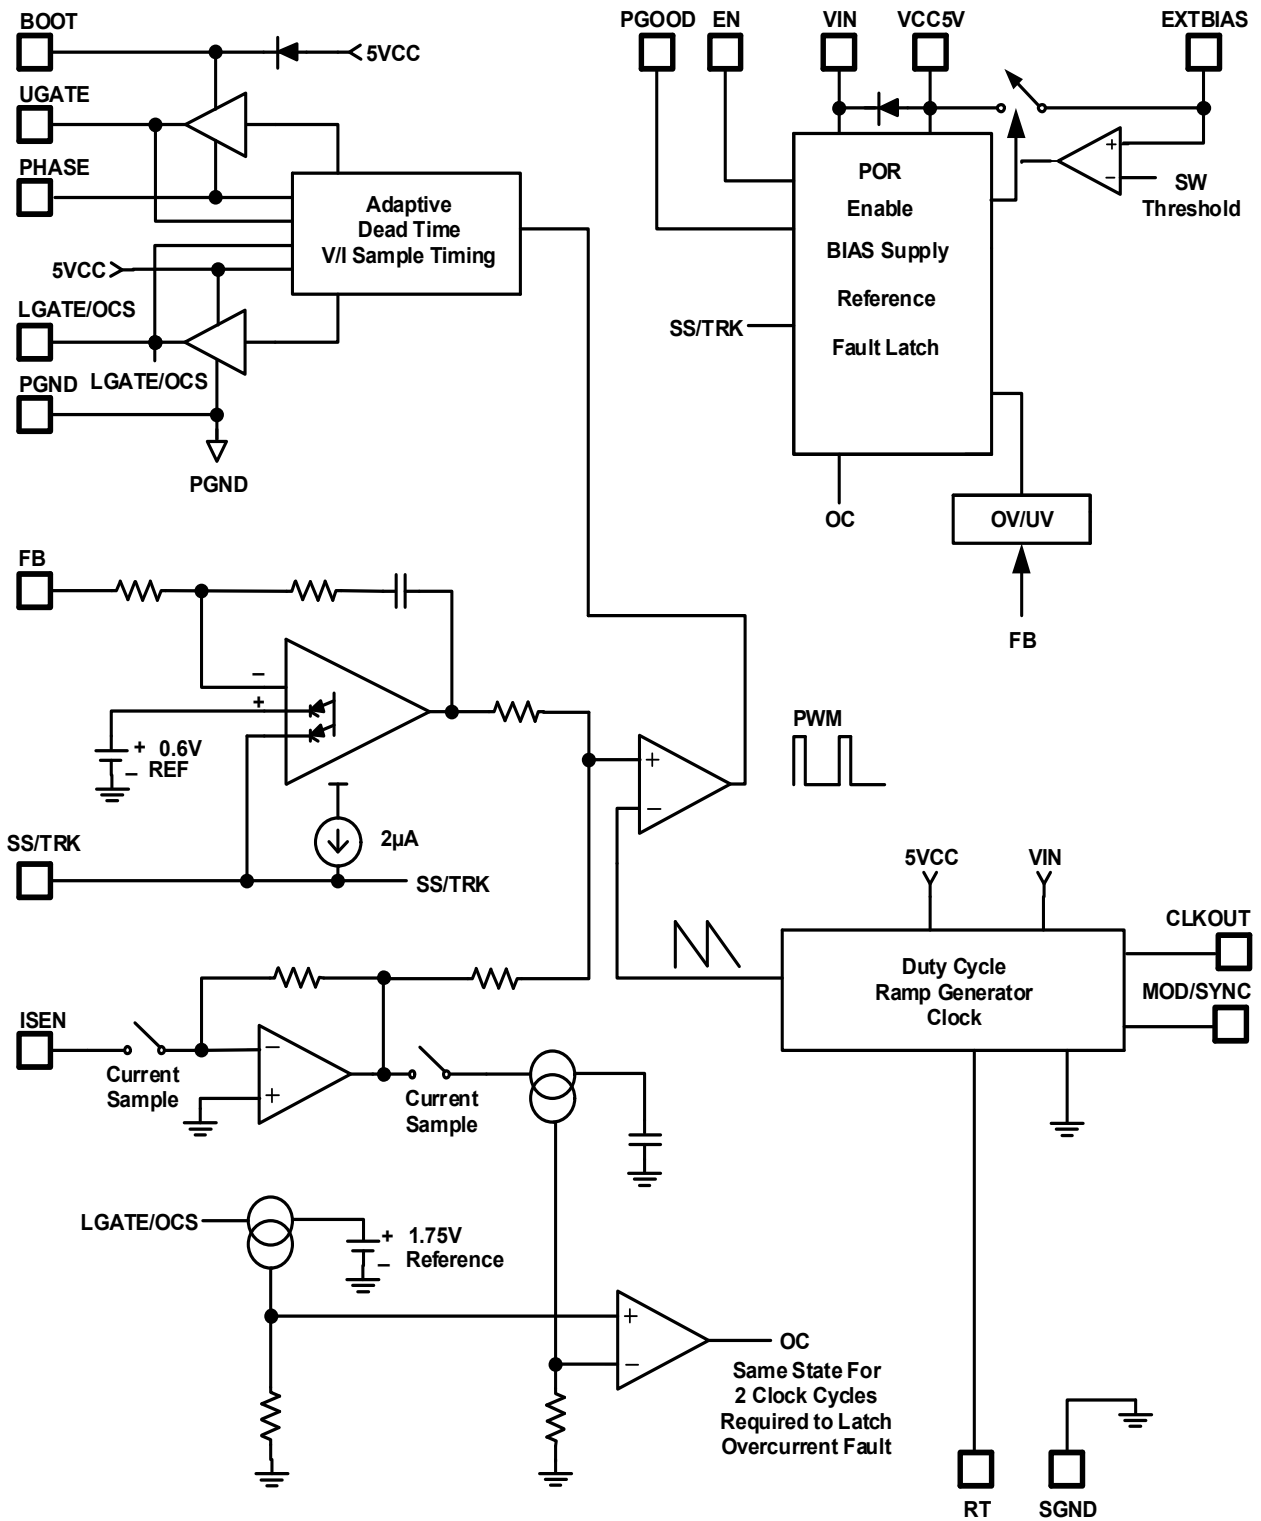 BOOT
5VCC
UGATE
PHASE
Adaptive
Dead Time
V/I Sample Timing
5VCC
LGATE/OCS
LGATE/OCS
PGND
PGND
PGOOD
EN
VIN
VCC5V
EXTBIAS
+
−
SW
Threshold
POR
Enable
BIAS Supply
Reference
Fault Latch
SS/TRK
OC
OV/UV
FB
FB
−
+
+ 0.6V
− REF
2µA
SS/TRK
SS/TRK
+
−
PWM
5VCC
VIN
CLKOUT
MOD/SYNC
Duty Cycle
Ramp Generator
Clock
ISEN
Current
Sample
−
+
Current
Sample
LGATE/OCS
+ 1.75V
− Reference
+
−
OC
Same State For
2 Clock Cycles
Required to Latch
Overcurrent Fault
RT
SGND